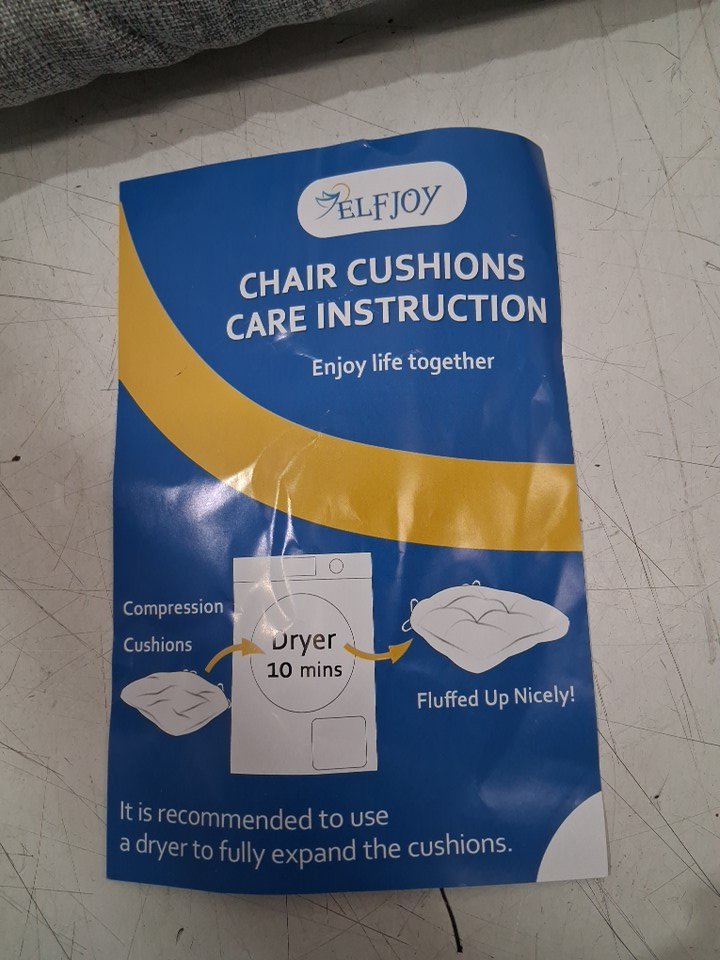 ELFJOY
CHAIR CUSHIONS
CARE INSTRUCTION
Enjoy life together
Compression
Cushions
Dryer
10 mins
Fluffed Up Nicely!
It is recommended to use
a dryer to fully expand the cushions.